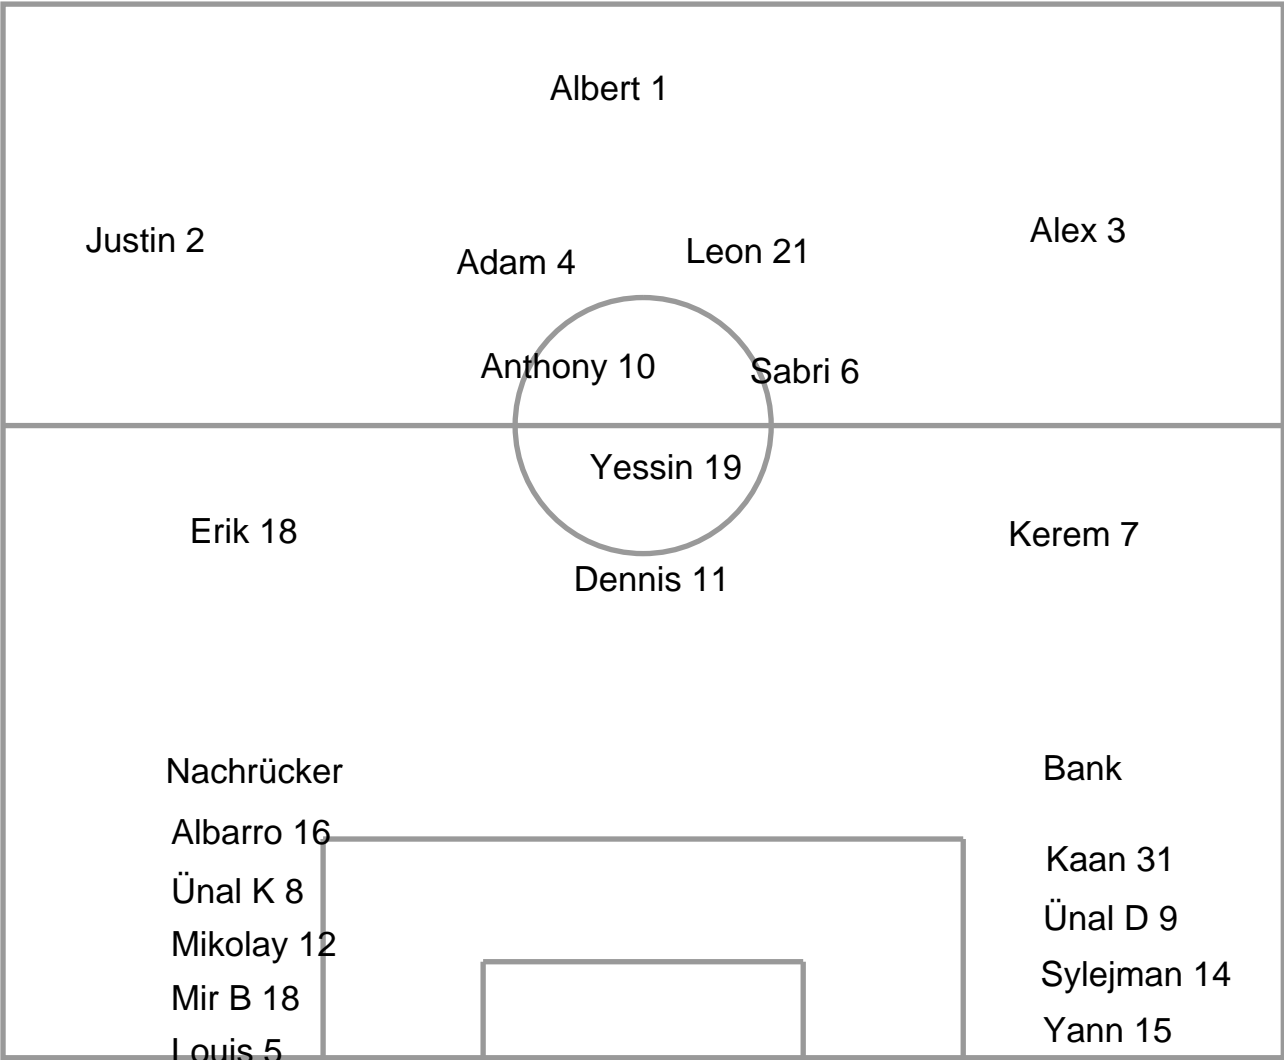 Albert 1
Justin 2
Adam 4
Leon 21
Alex 3
Anthony 10
Sabri 6
Yessin 19
Erik 18
Kerem 7
Dennis 11
Nachrücker
Albarro 16
Ünal K 8
Mikolay 12
Mir B 18
Louis 5
Bank
Kaan 31
Ünal D 9
Sylejman 14
Yann 15